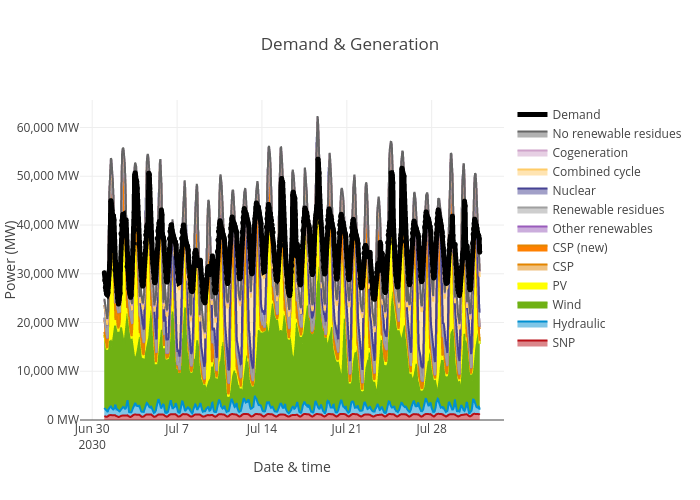 Demand & Generation
60,000 MW
50,000 MW
40,000 MW
30,000 MW
20,000 MW
10,000 MW
0 MW
Power (MW)
Jun 30
2030
Jul 7
Jul 14
Jul 21
Jul 28
Date & time
Demand
No renewable residues
Cogeneration
Combined cycle
Nuclear
Renewable residues
Other renewables
CSP (new)
CSP
PV
Wind
Hydraulic
SNP